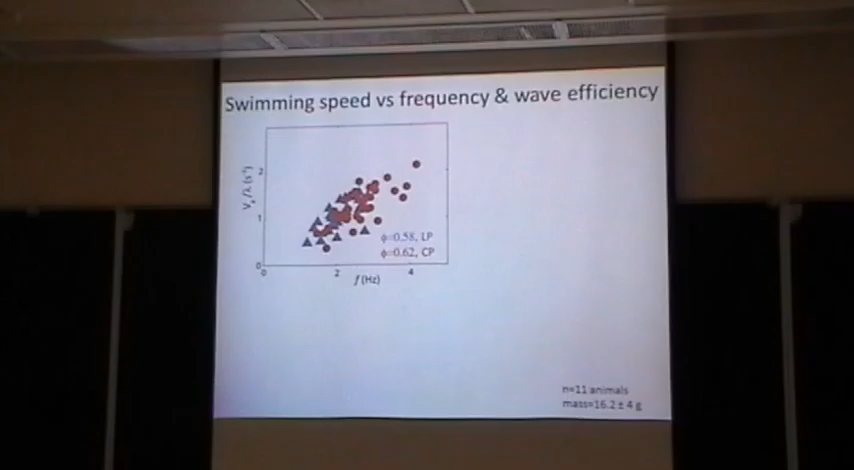 Swimming speed vs frequency & wave efficiency
2
1
0
0
2
4
f (Hz)
ϕ=0.58, LP
ϕ=0.62, CP
n=11 animals
mass=16.2 ± 4 g